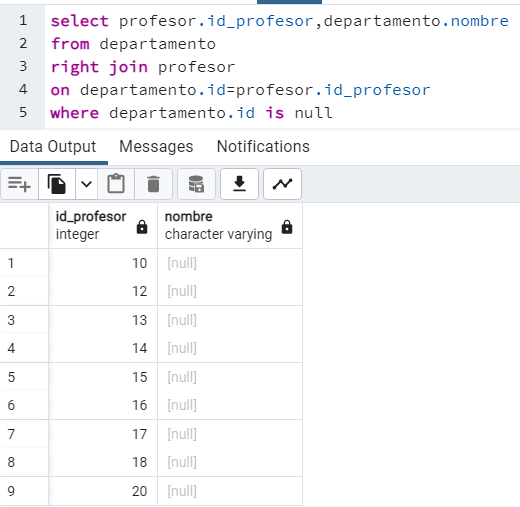 1 select profesor.id_profesor,departamento.nombre
2 from departamento
3 right join profesor
4 on departamento.id=profesor.id_profesor
5 where departamento.id is null
Data Output Messages Notifications
id_profesor nombre
integer character varying
1 10 [null]
2 12 [null]
3 13 [null]
4 14 [null]
5 15 [null]
6 16 [null]
7 17 [null]
8 18 [null]
9 20 [null]